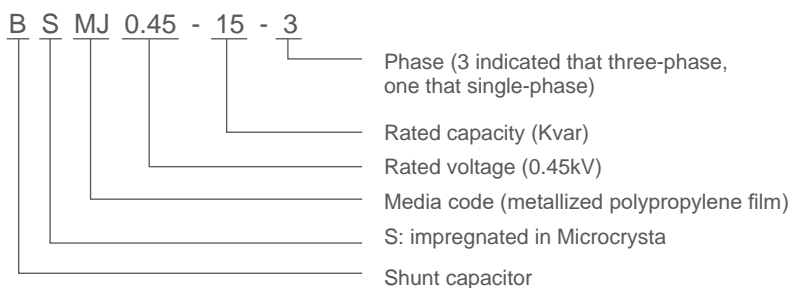 B S MJ 0.45 - 15 - 3
Phase (3 indicated that three-phase,
one that single-phase)
Rated capacity (Kvar)
Rated voltage (0.45kV)
Media code (metallized polypropylene film)
S: impregnated in Microcrysta
Shunt capacitor